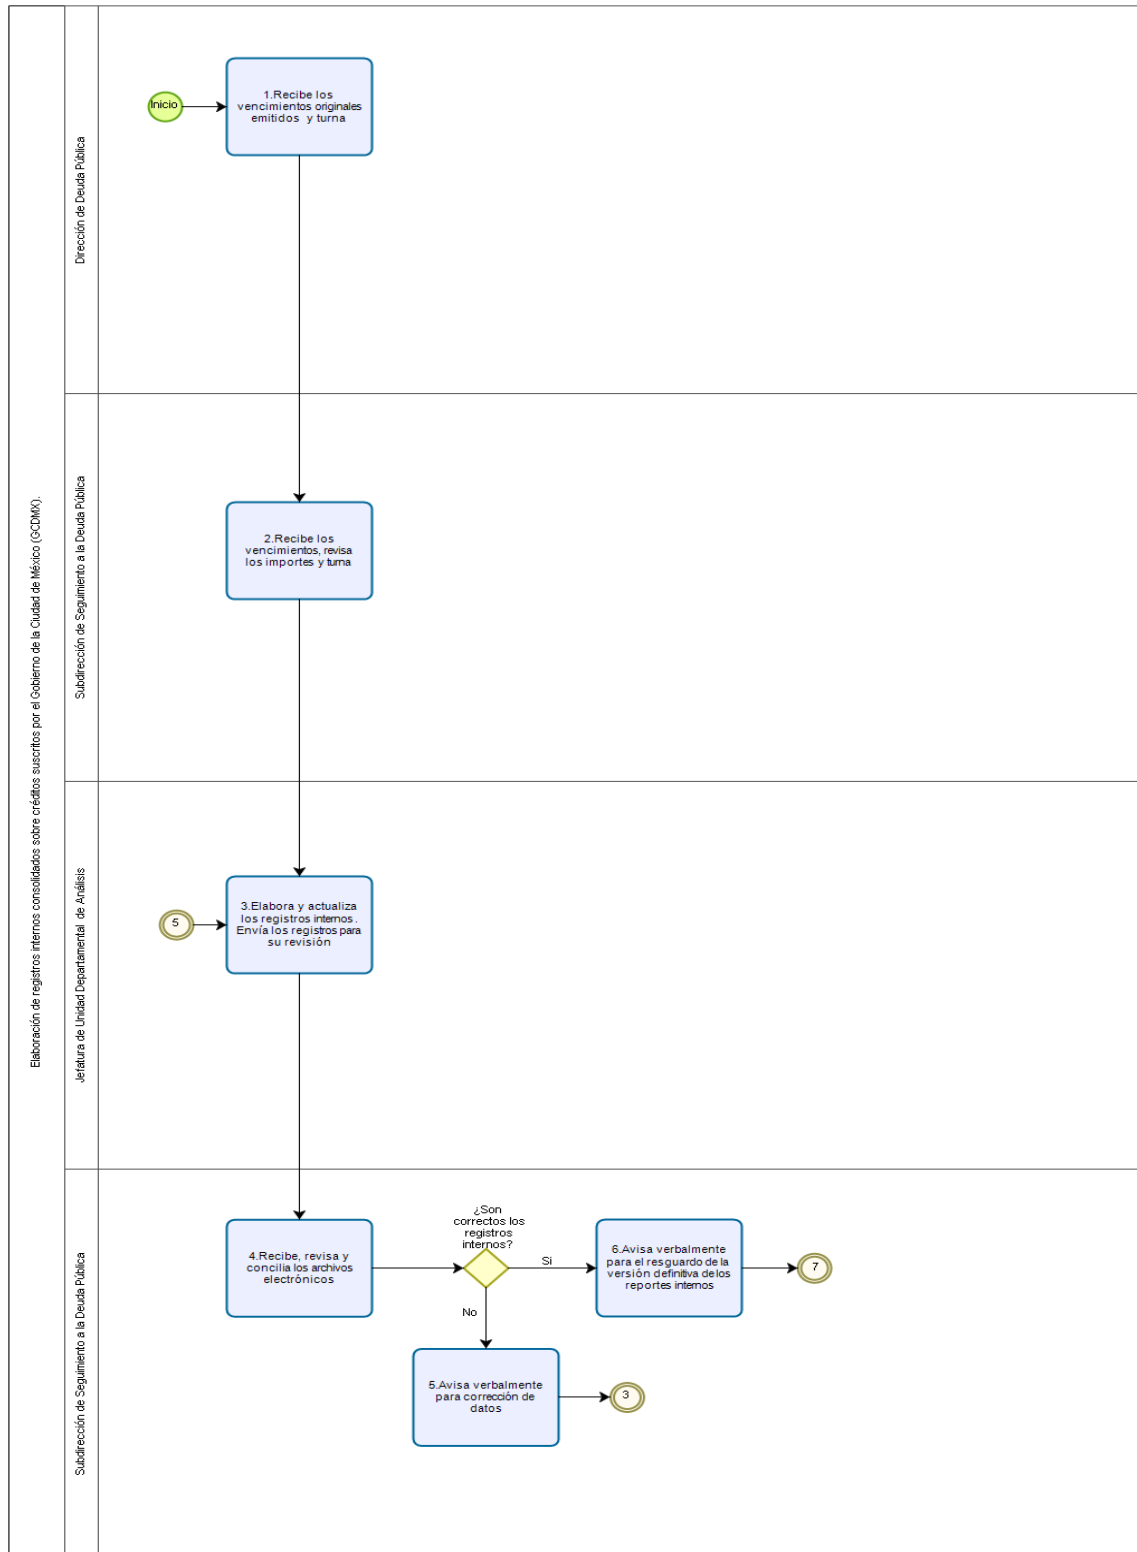 Elaboración de registros internos consolidados sobre créditos suscritos por el Gobierno de la Ciudad de México (GCDMX).
Dirección de Deuda Pública
Inicio
1.Recibe los
vencimientos originales
emitidos y turna
Subdirección de Seguimiento a la Deuda Pública
2.Recibe los
vencimientos, revisa
los importes y turna
Jefatura de Unidad Departamental de Análisis
5
3.Elabora y actualiza
los registros internos.
Envía los registros para
su revisión
Subdirección de Seguimiento a la Deuda Pública
4.Recibe, revisa y
concilia los archivos
electrónicos
¿Son
correctos los
registros
internos?
Si
6.Avisa verbalmente
para el resguardo de la
versión definitiva de los
reportes internos
7
No
5.Avisa verbalmente
para corrección de
datos
3